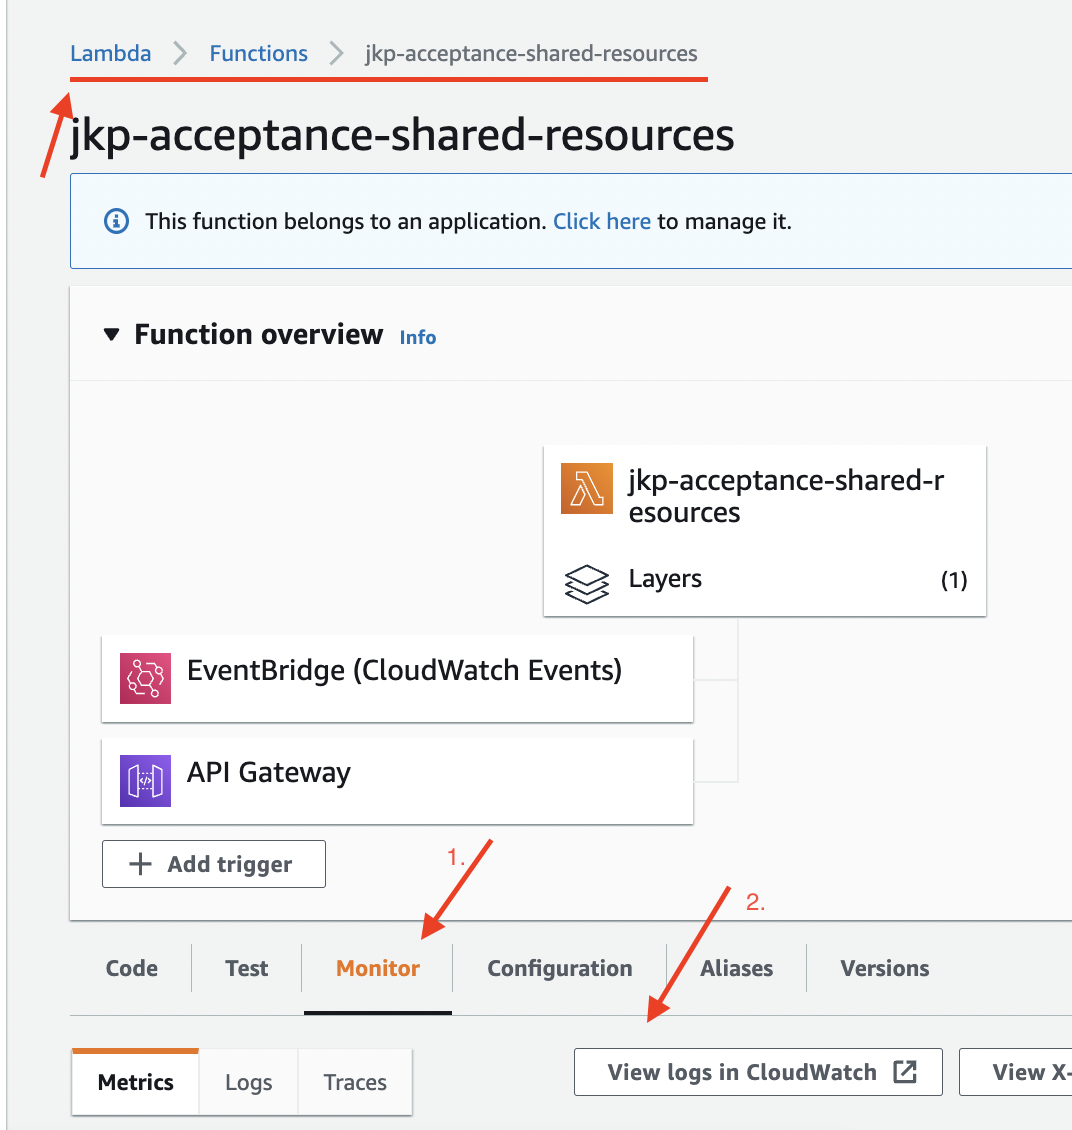 Lambda > Functions > jkp-acceptance-shared-resources
jkp-acceptance-shared-resources
This function belongs to an application. Click here to manage it.
Function overview Info
jkp-acceptance-shared-r
esources
Layers (1)
EventBridge (CloudWatch Events)
API Gateway
+ Add trigger
1.
2.
Code Test Monitor Configuration Aliases Versions
Metrics Logs Traces View logs in CloudWatch View X-